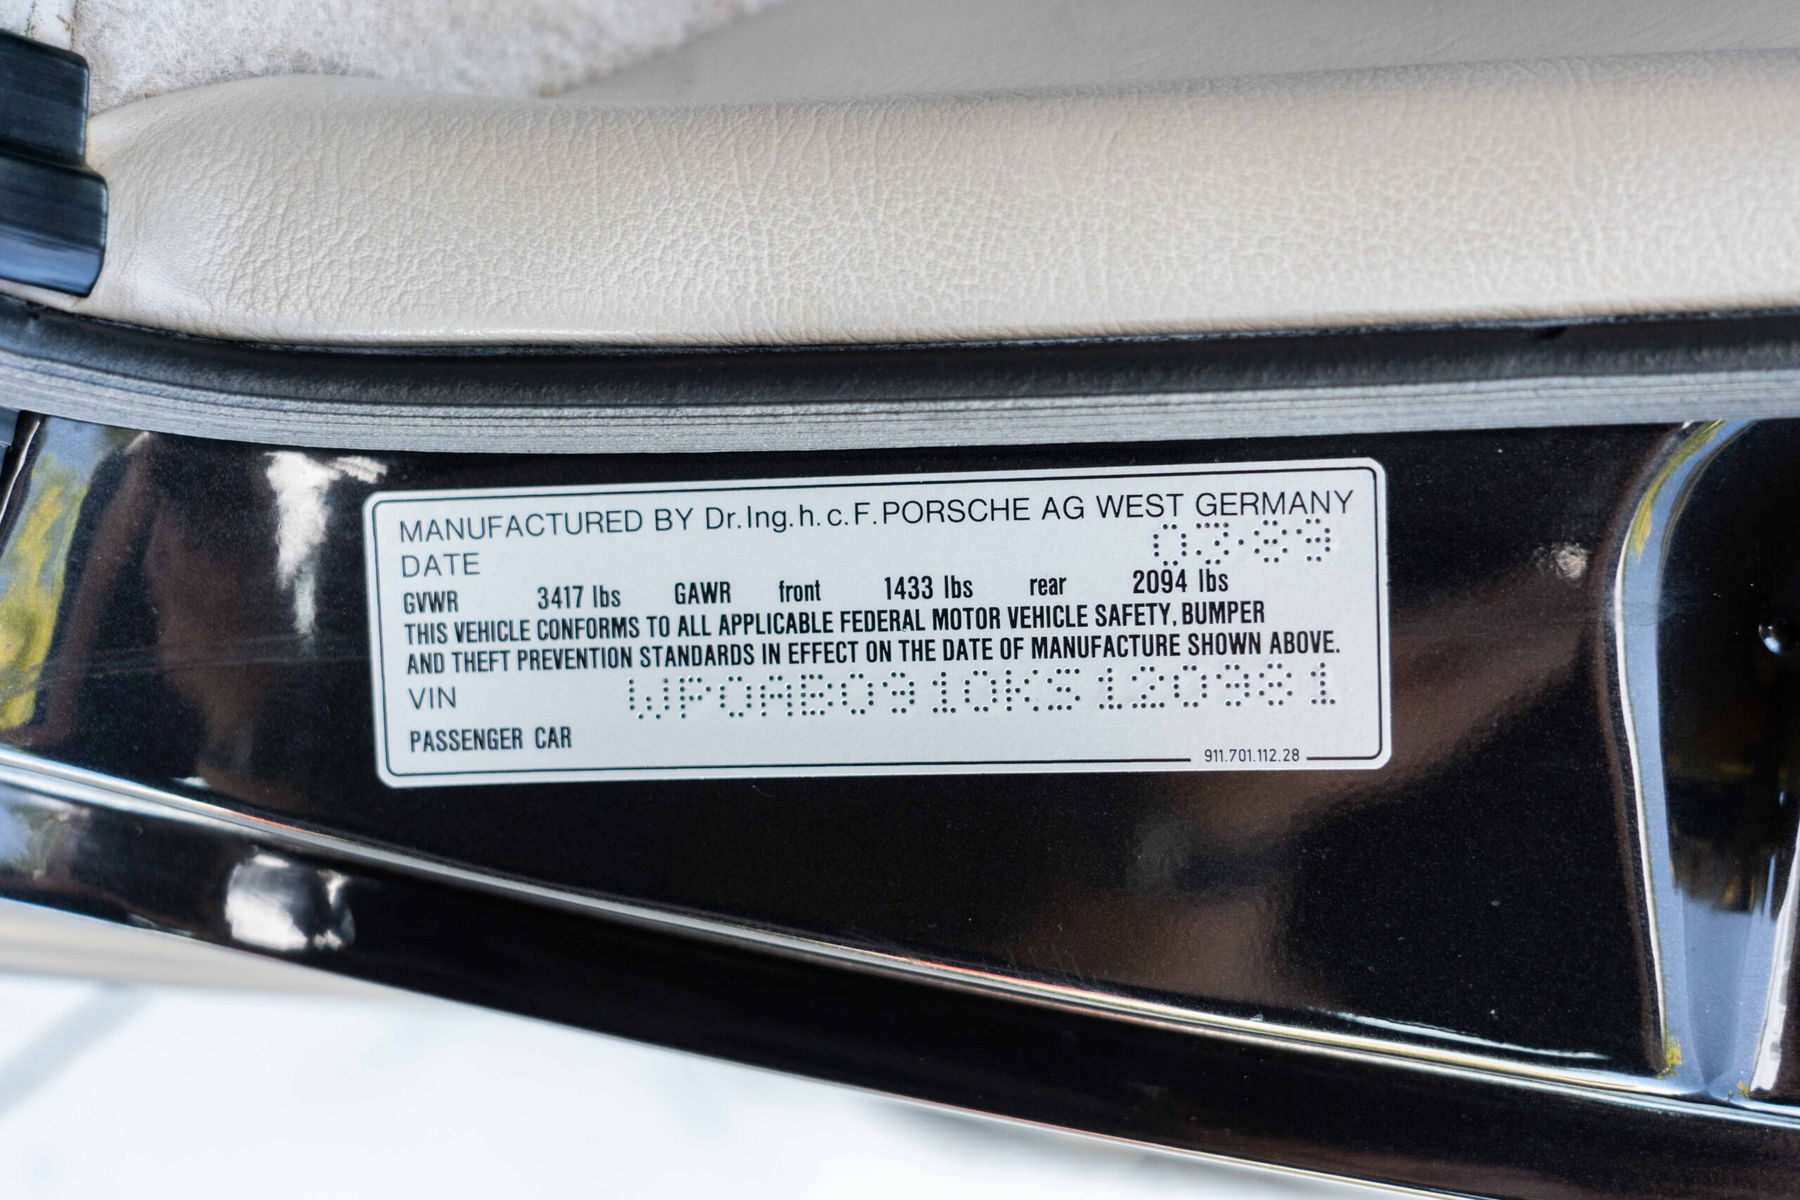 MANUFACTURED BY Dr.Ing.h.c.F.PORSCHE AG WEST GERMANY
DATE 07.89
GVWR 3417 lbs GAWR front 1433 lbs rear 2094 lbs
THIS VEHICLE CONFORMS TO ALL APPLICABLE FEDERAL MOTOR VEHICLE SAFETY, BUMPER
AND THEFT PREVENTION STANDARDS IN EFFECT ON THE DATE OF MANUFACTURE SHOWN ABOVE.
VIN WP0AB0910KS120981
PASSENGER CAR
911.701.112.28